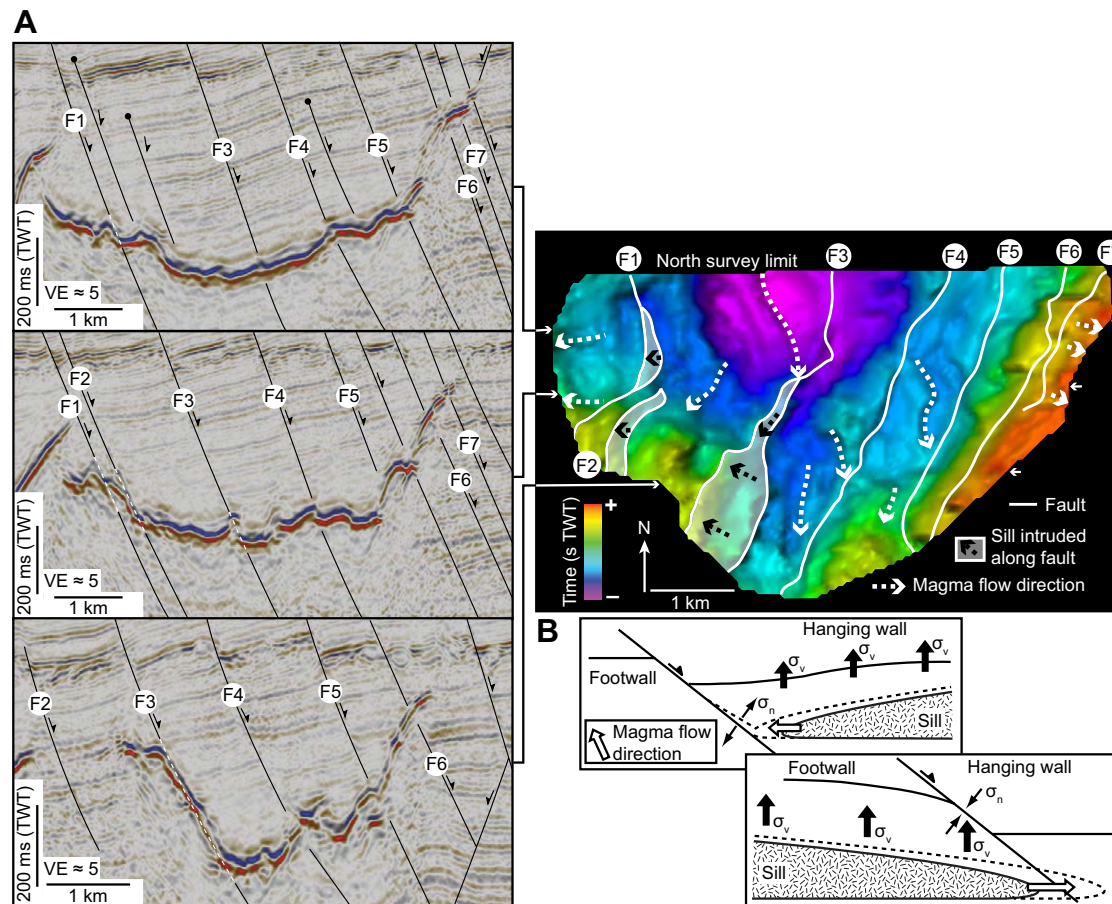 A
F1
F3
F4
F5
F7
F6
200 ms (TWT)
VE ≈ 5
1 km
F2
F1
F3
F4
F5
F7
F6
200 ms (TWT)
VE ≈ 5
1 km
F2
F3
F4
F5
F6
200 ms (TWT)
VE ≈ 5
1 km
F1
North survey limit
F3
F4
F5
F6
F2
+
Time (s TWT)
–
N
1 km
Fault
Sill intruded
along fault
Magma flow direction
B
Hanging wall
Footwall
σv
σv
σv
σn
Sill
Magma flow
direction
Footwall
Hanging wall
σn
σv
σv
σv
Sill